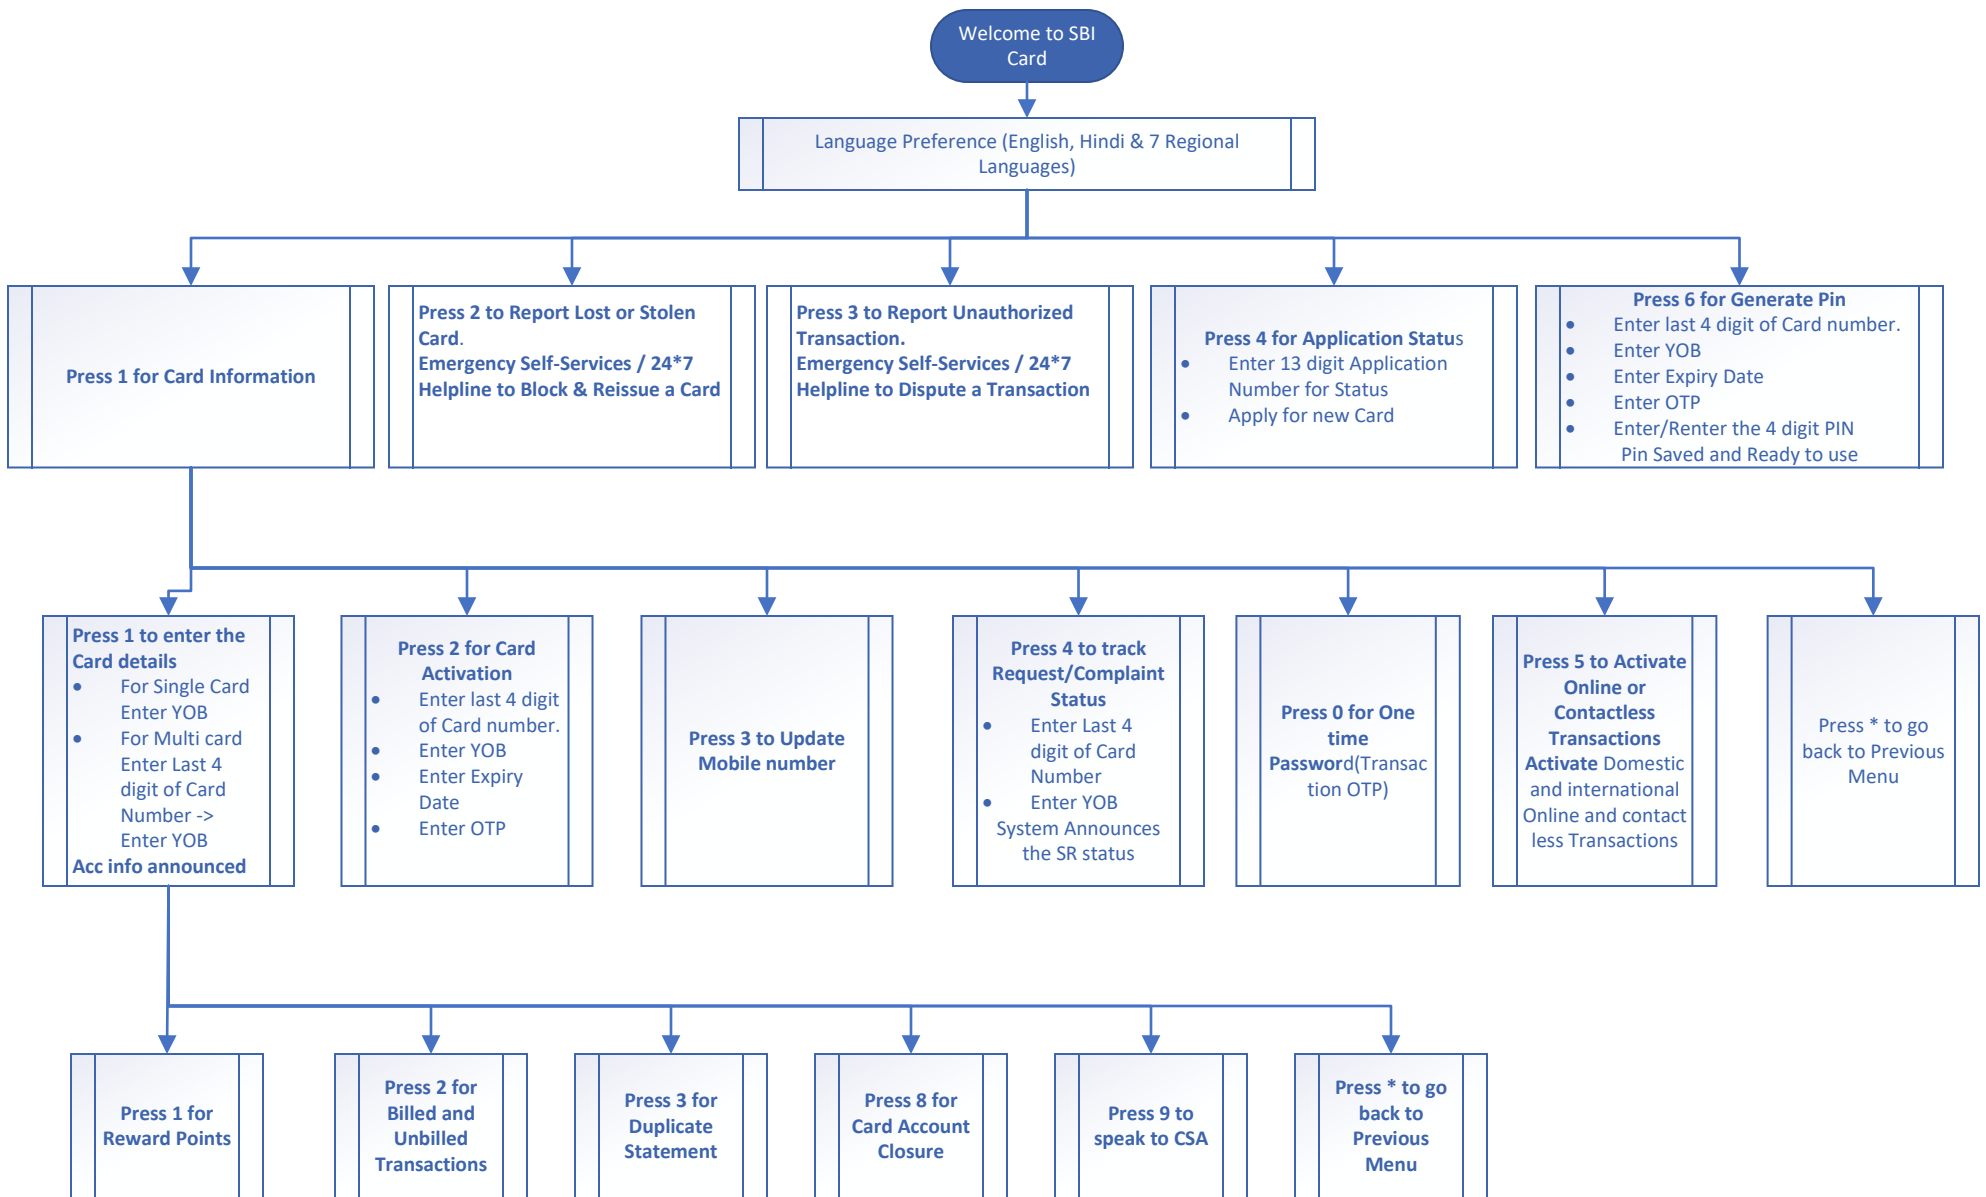 Welcome to SBI
Card
Language Preference (English, Hindi & 7 Regional
Languages)
Press 1 for Card Information
Press 2 to Report Lost or Stolen
Card.
Emergency Self-Services / 24*7
Helpline to Block & Reissue a Card
Press 3 to Report Unauthorized
Transaction.
Emergency Self-Services / 24*7
Helpline to Dispute a Transaction
Press 4 for Application Status
• Enter 13 digit Application
Number for Status
• Apply for new Card
Press 6 for Generate Pin
• Enter last 4 digit of Card number.
• Enter YOB
• Enter Expiry Date
• Enter OTP
• Enter/Renter the 4 digit PIN
Pin Saved and Ready to use
Press 1 to enter the
Card details
• For Single Card
Enter YOB
• For Multi card
Enter Last 4
digit of Card
Number ->
Enter YOB
Acc info announced
Press 2 for Card
Activation
• Enter last 4 digit
of Card number.
• Enter YOB
• Enter Expiry
Date
• Enter OTP
Press 3 to Update
Mobile number
Press 4 to track
Request/Complaint
Status
• Enter Last 4
digit of Card
Number
• Enter YOB
System Announces
the SR status
Press 0 for One
time
Password(Transac
tion OTP)
Press 5 to Activate
Online or
Contactless
Transactions
Activate Domestic
and international
Online and contact
less Transactions
Press * to go
back to Previous
Menu
Press 1 for
Reward Points
Press 2 for
Billed and
Unbilled
Transactions
Press 3 for
Duplicate
Statement
Press 8 for
Card Account
Closure
Press 9 to
speak to CSA
Press * to go
back to
Previous
Menu